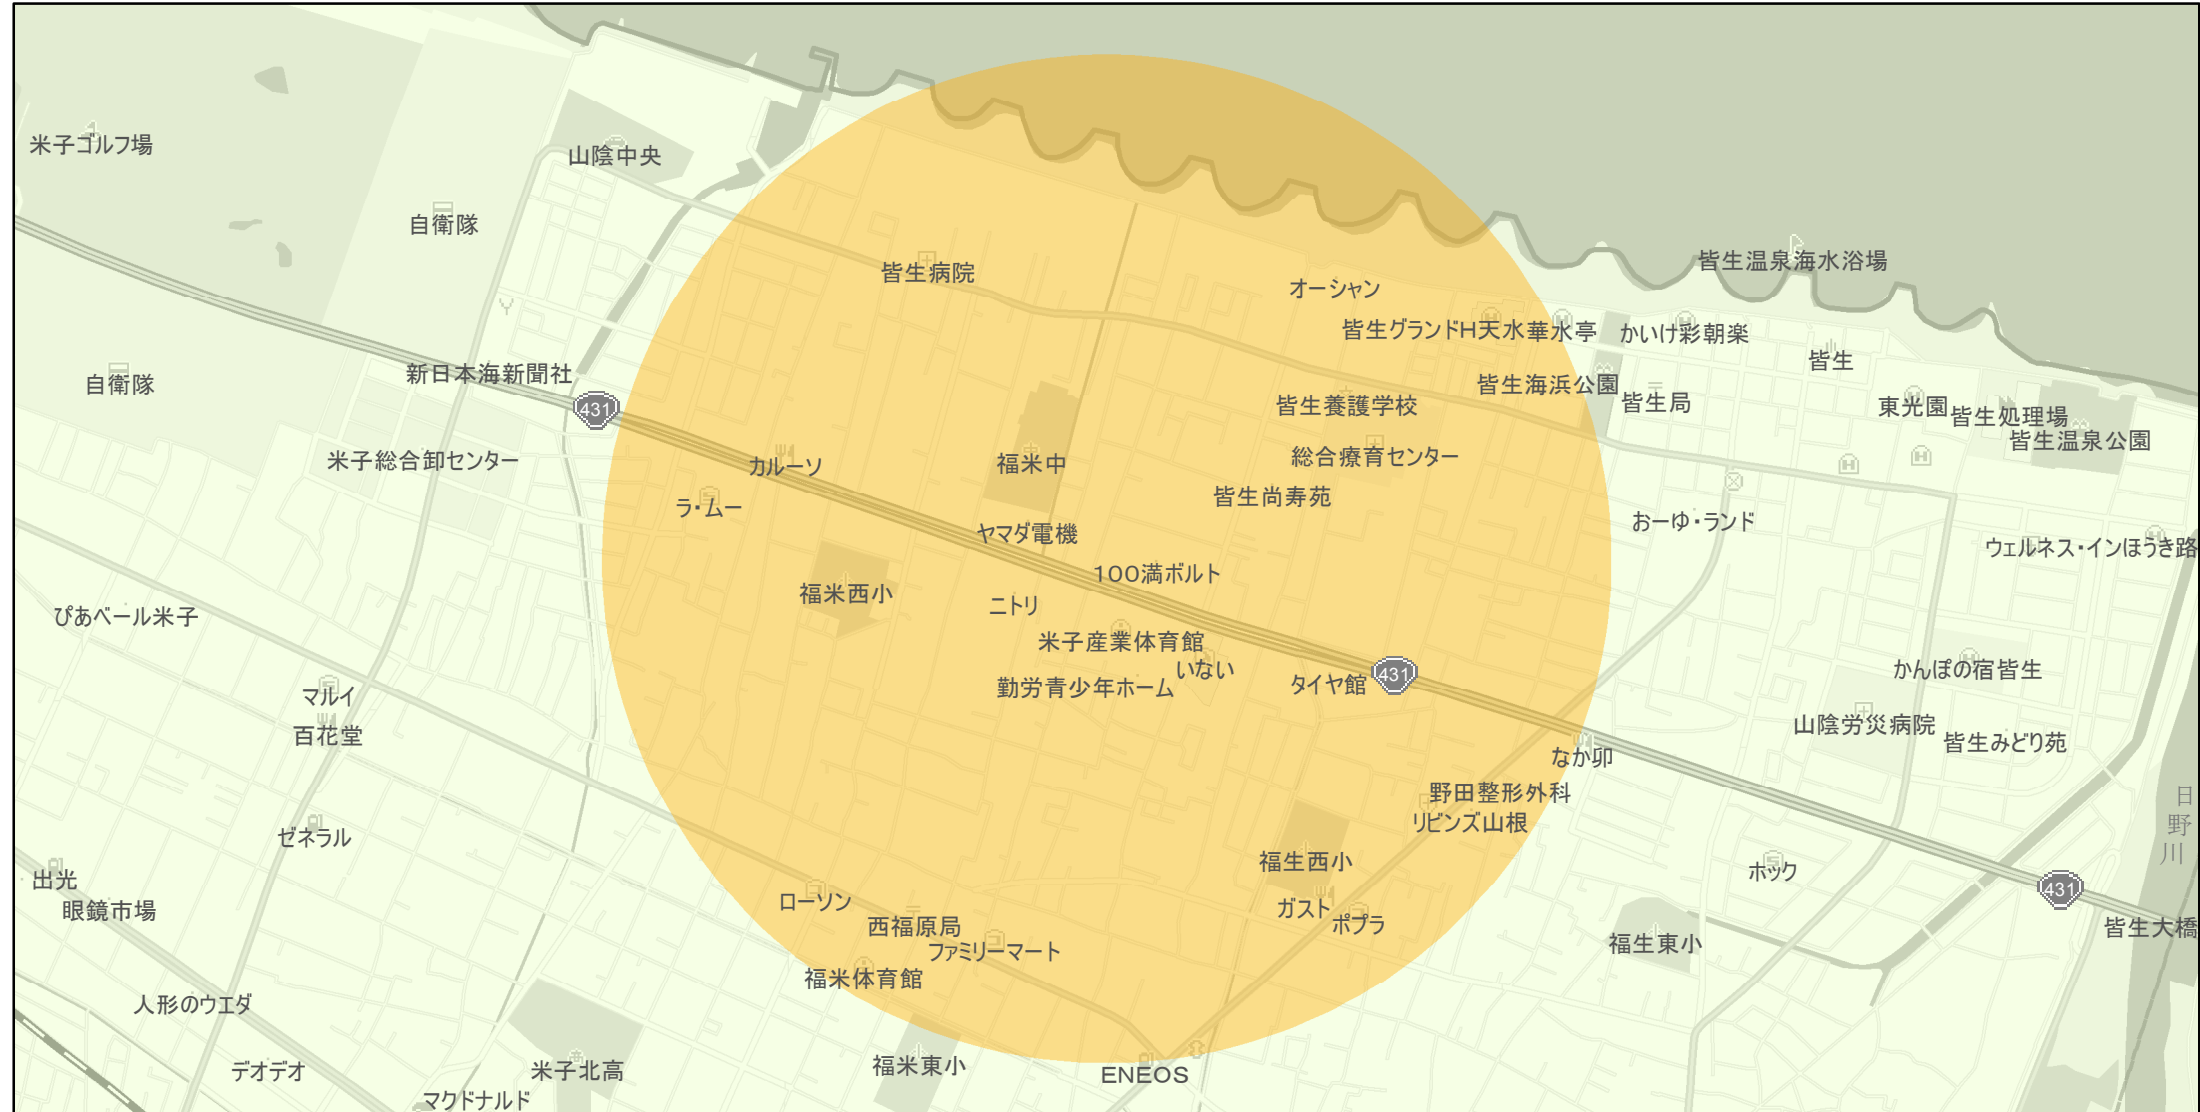 米子ゴルフ場
山陰中央
自衛隊
皆生病院
皆生温泉海水浴場
オーシャン
皆生グランドH天水華水亭
かいけ彩朝楽
皆生
新日本海新聞社
自衛隊
431
皆生海浜公園
皆生局
皆生養護学校
東光園
皆生処理場
皆生温泉公園
米子総合卸センター
カルーソ
福米中
総合療育センター
皆生尚寿苑
ラ・ムー
ヤマダ電機
おーゆ・ランド
ウェルネス・インほうき路
100満ボルト
福米西小
ニトリ
ぴあベール米子
米子産業体育館
いない
勤労青少年ホーム
タイヤ館
431
かんぽの宿皆生
マルイ
百花堂
山陰労災病院
皆生みどり苑
なか卯
野田整形外科
リビンズ山根
日野川
ゼネラル
福生西小
ホック
出光
眼鏡市場
ローソン
西福原局
ファミリーマート
ガスト
ポプラ
431
皆生大橋
福生東小
福米体育館
人形のウエダ
デオデオ
米子北高
福米東小
ENEOS
マクドナルド